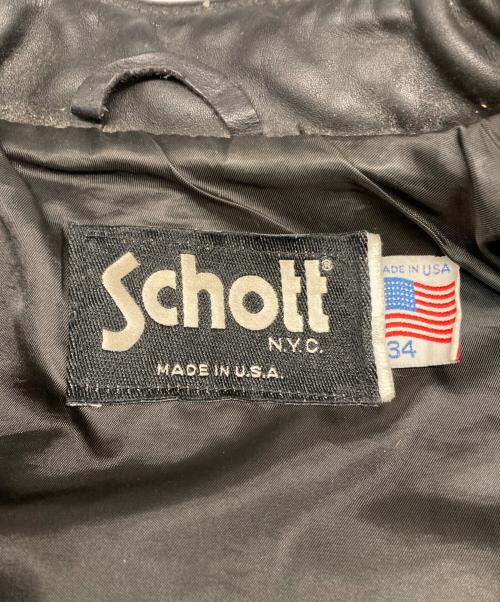 Schott®
N.Y.C.
MADE IN U.S.A.
MADE IN USA
34